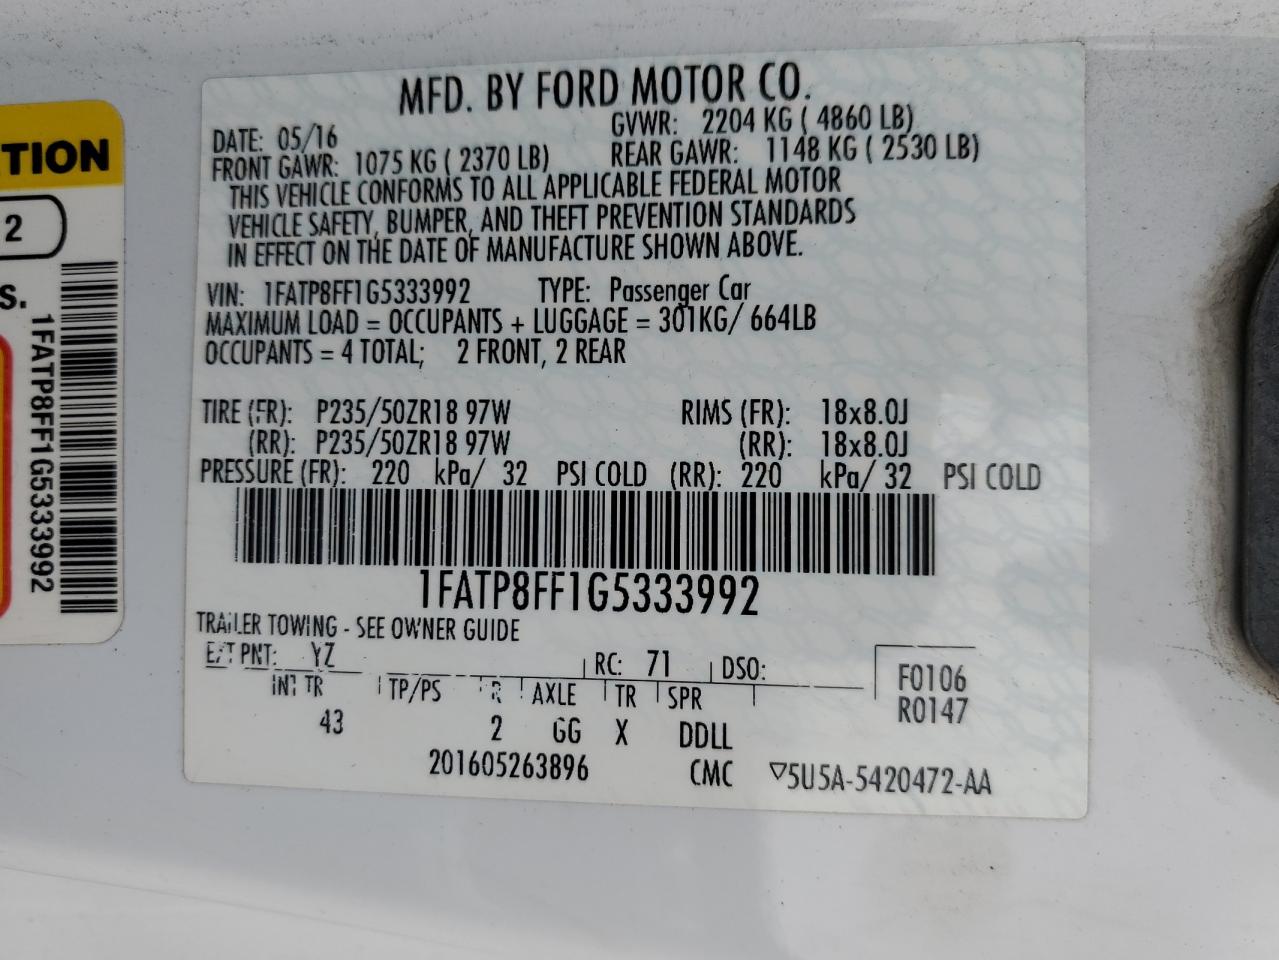 TION
2
S.
1FATP8FF1G5333992
MFD. BY FORD MOTOR CO.
DATE: 05/16 GVWR: 2204 KG ( 4860 LB)
FRONT GAWR: 1075 KG ( 2370 LB) REAR GAWR: 1148 KG ( 2530 LB)
THIS VEHICLE CONFORMS TO ALL APPLICABLE FEDERAL MOTOR
VEHICLE SAFETY, BUMPER, AND THEFT PREVENTION STANDARDS
IN EFFECT ON THE DATE OF MANUFACTURE SHOWN ABOVE.
VIN: 1FATP8FF1G5333992 TYPE: Passenger Car
MAXIMUM LOAD = OCCUPANTS + LUGGAGE = 301KG/ 664LB
OCCUPANTS = 4 TOTAL; 2 FRONT, 2 REAR
TIRE (FR): P235/50ZR18 97W RIMS (FR): 18x8.0J
(RR): P235/50ZR18 97W (RR): 18x8.0J
PRESSURE (FR): 220 kPa/ 32 PSI COLD (RR): 220 kPa/ 32 PSI COLD
1FATP8FF1G5333992
TRAILER TOWING - SEE OWNER GUIDE
EXT PNT: YZ RC: 71 DSO: F0106
INT TR TP/PS R AXLE TR SPR R0147
43 2 GG X DDLL
201605263896 CMC ▽5U5A-5420472-AA